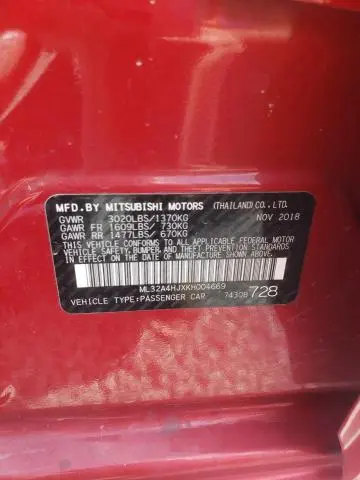 MFD. BY MITSUBISHI MOTORS (THAILAND)CO.,LTD.
GVWR 3020LBS/1370KG NOV 2018
GAWR FR 1609LBS/ 730KG
GAWR RR 1477LBS/ 670KG
THIS VEHICLE CONFORMS TO ALL APPLICABLE FEDERAL MOTOR
VEHICLE SAFETY, BUMPER, AND THEFT PREVENTION STANDARDS
IN EFFECT ON THE DATE OF MANUFACTURE SHOWN ABOVE.
ML32A4HJXKH004669
VEHICLE TYPE:PASSENGER CAR 7430B 728